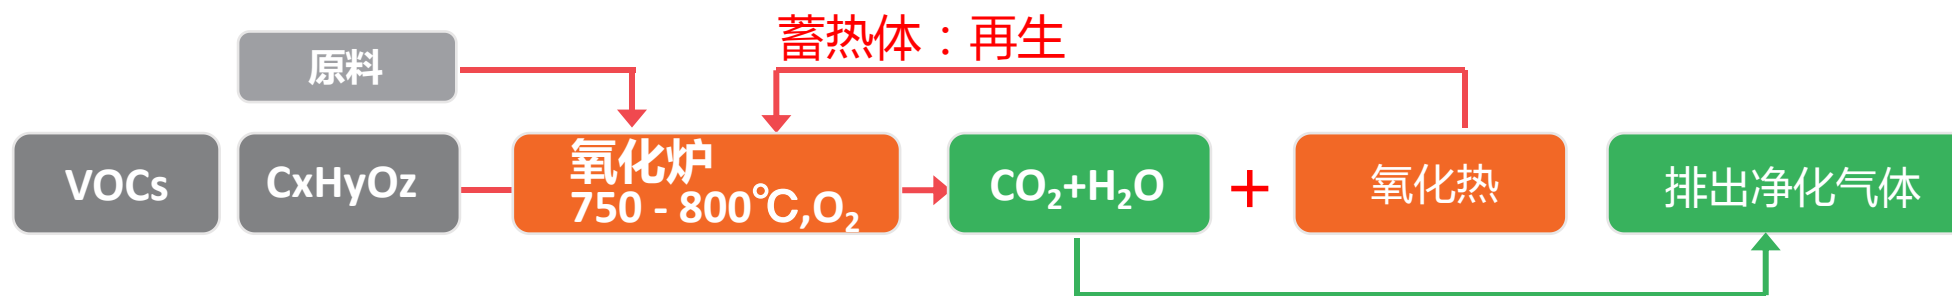 蓄热体：再生
原料
VOCs
CxHyOz
氧化炉
750 - 800℃,O₂
CO₂+H₂O
+
氧化热
排出净化气体